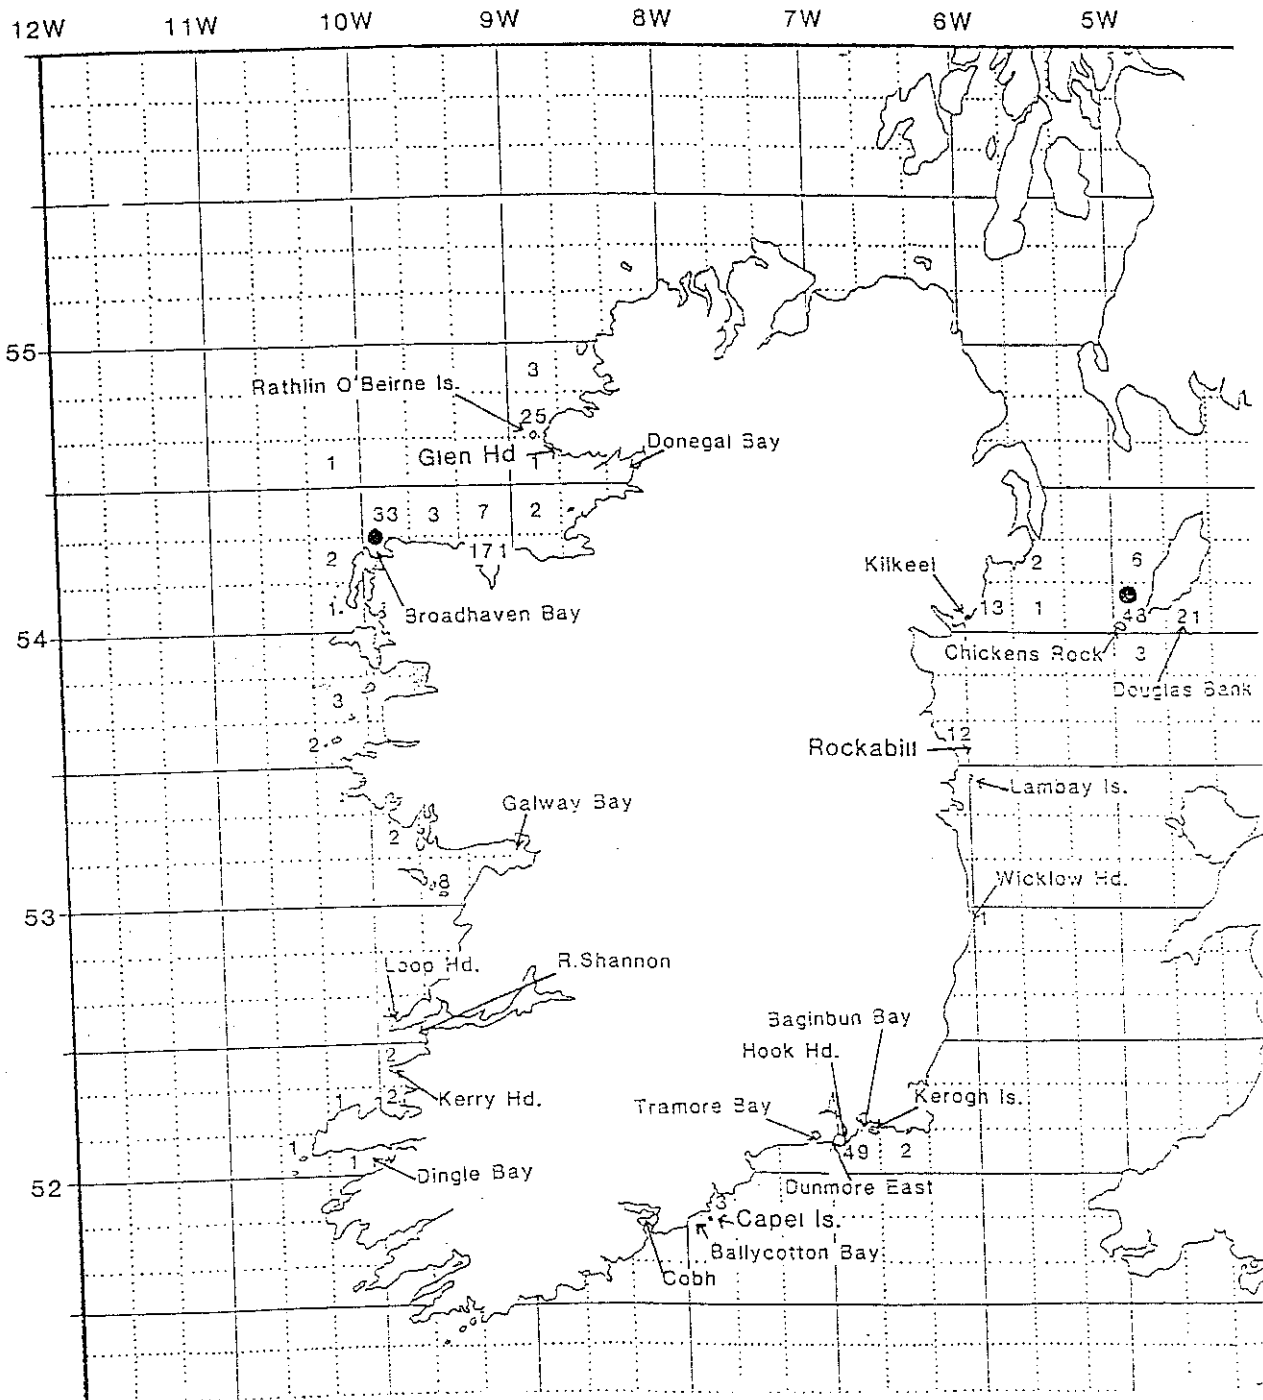 12W 11W 10W 9W 8W 7W 6W 5W
55
3
Rathlin O'Beirne Is.
25
Donegal Bay
Glen Hd 1
1
33 3 7 2
171
2
2 6
Kilkeel
1
Broadhaven Bay
13 1
48 21
54
Chickens Rock 3
Douglas Bank
3
12
2
Rockabill
Lambay Is.
Galway Bay
2
8
Wicklow Hd.
53
1
Loop Hd. R.Shannon
Baginbun Bay
Hook Hd.
2
2
1
Kerry Hd.
Kerogh Is.
Tramore Bay
1
49 2
1
Dingle Bay
52
Dunmore East
3
Capel Is.
Ballycotton Bay
Cobh